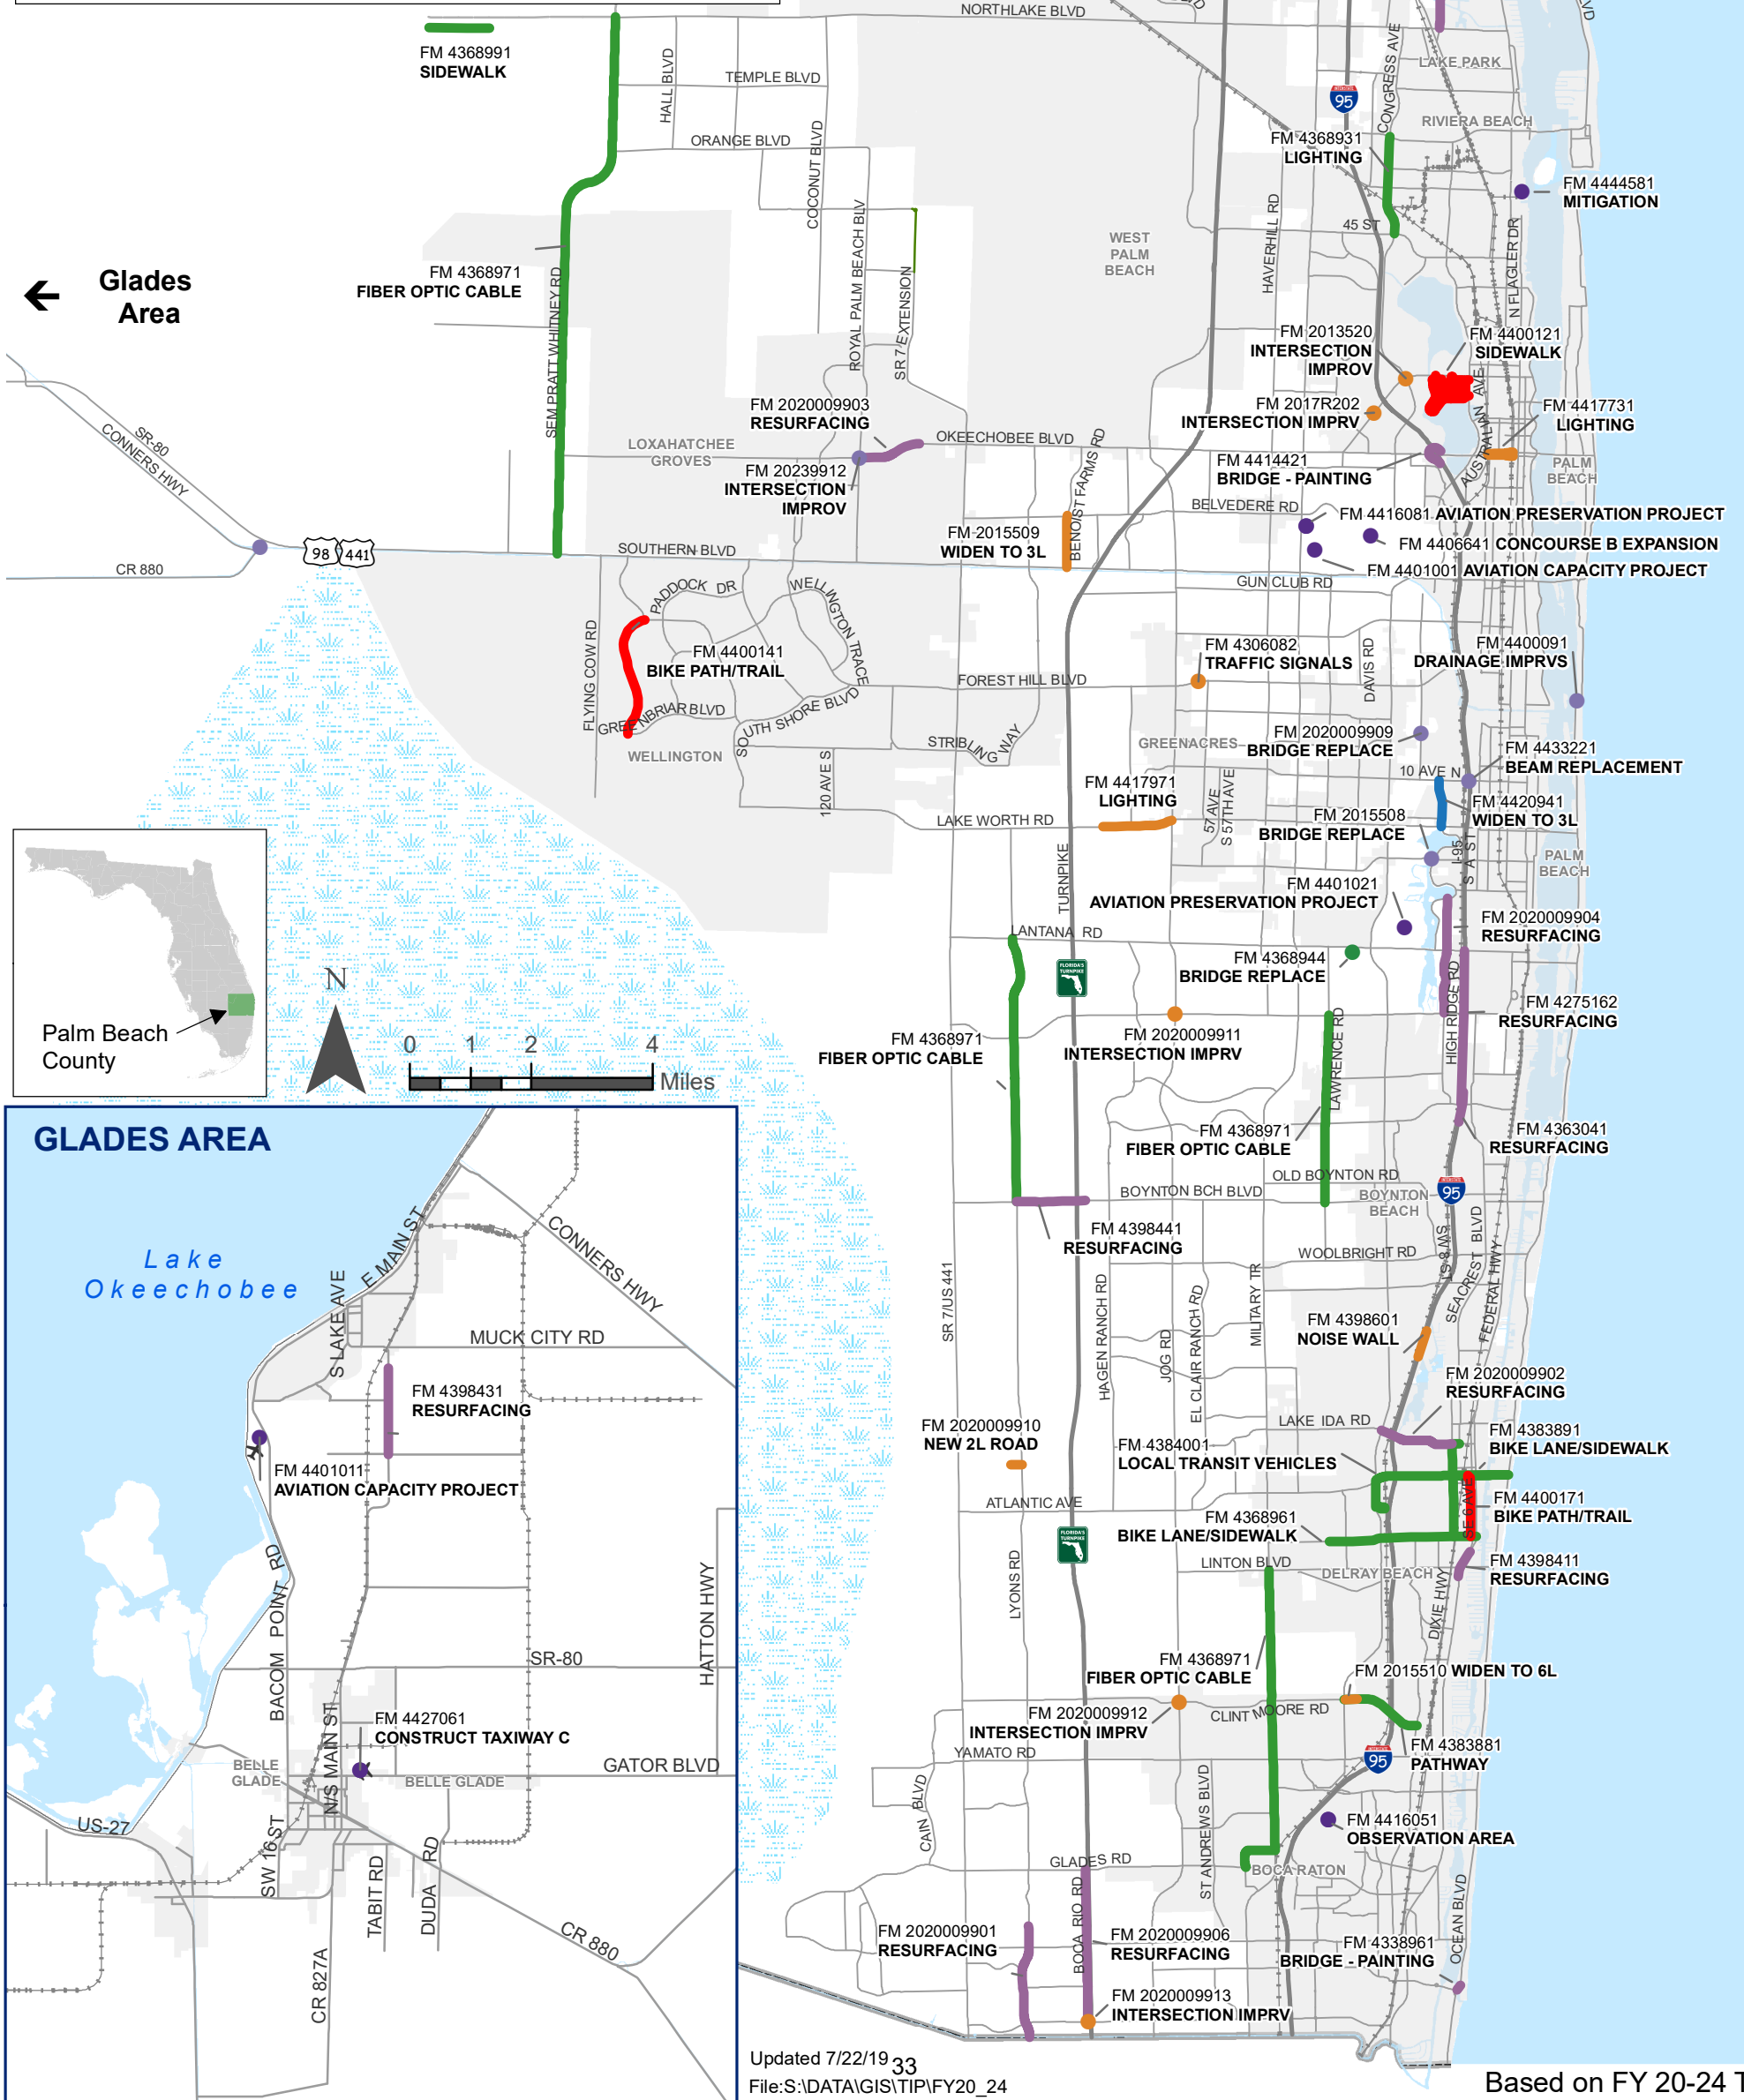 NORTHLAKE BLVD
FM 4368991
SIDEWALK
HALL BLVD
TEMPLE BLVD
ORANGE BLVD
COCONUT BLVD
ROYAL PALM BEACH BLV
SR 7 EXTENSION
SEM PRATT WHITNEY RD
CONGRESS AVE
LAKE PARK
95
RIVIERA BEACH
FM 4368931
LIGHTING
FM 4444581
MITIGATION
45 ST
HAVERHILL RD
N FLAGLER DR
WEST
PALM
BEACH
Glades
Area
FM 4368971
FIBER OPTIC CABLE
FM 2013520
INTERSECTION
IMPROV
FM 4400121
SIDEWALK
FM 2017R202
INTERSECTION IMPRV
FM 4417731
LIGHTING
AUSTRALIAN AVE
FM 2020009903
RESURFACING
OKEECHOBEE BLVD
LOXAHATCHEE
GROVES
FM 20239912
INTERSECTION
IMPROV
FM 4414421
BRIDGE - PAINTING
PALM
BEACH
SR-80
CONNERS HWY
BENOIST FARMS RD
BELVEDERE RD
FM 4416081 AVIATION PRESERVATION PROJECT
FM 2015509
WIDEN TO 3L
FM 4406641 CONCOURSE B EXPANSION
98
441
SOUTHERN BLVD
CR 880
FM 4401001 AVIATION CAPACITY PROJECT
GUN CLUB RD
PADDOCK DR
WELLINGTON TRACE
FLYING COW RD
FM 4400141
BIKE PATH/TRAIL
FM 4306082
TRAFFIC SIGNALS
DAVIS RD
FM 4400091
DRAINAGE IMPRVS
FOREST HILL BLVD
GREENBRIAR BLVD
SOUTH SHORE BLVD
WELLINGTON
STRIBLING WAY
120 AVE S
GREENACRES
FM 2020009909
BRIDGE REPLACE
FM 4433221
BEAM REPLACEMENT
10 AVE N
FM 4417971
LIGHTING
57 AVE
S 57TH AVE
LAKE WORTH RD
FM 4420941
WIDEN TO 3L
FM 2015508
BRIDGE REPLACE
I-95
PALM
BEACH
TURNPIKE
FM 4401021
AVIATION PRESERVATION PROJECT
LANTANA RD
FM 2020009904
RESURFACING
FM 4368944
BRIDGE REPLACE
FLORIDA'S
TURNPIKE
HIGH RIDGE RD
FM 4275162
RESURFACING
Palm Beach
County
N
0 1 2 4
Miles
FM 4368971
FIBER OPTIC CABLE
FM 2020009911
INTERSECTION IMPRV
LAWRENCE RD
FM 4368971
FIBER OPTIC CABLE
FM 4363041
RESURFACING
OLD BOYNTON RD
BOYNTON BCH BLVD
BOYNTON
BEACH
95
FM 4398441
RESURFACING
WOOLBRIGHT RD
SW 8 ST
SEACREST BLVD
FEDERAL HWY
SR 7/US 441
HAGEN RANCH RD
JOG RD
EL CLAIR RANCH RD
MILITARY TR
FM 4398601
NOISE WALL
FM 2020009902
RESURFACING
LAKE IDA RD
FM 2020009910
NEW 2L ROAD
FM 4384001
LOCAL TRANSIT VEHICLES
FM 4383891
BIKE LANE/SIDEWALK
ATLANTIC AVE
SE 6 AVE
FM 4400171
BIKE PATH/TRAIL
FM 4368961
BIKE LANE/SIDEWALK
FLORIDA'S
TURNPIKE
LYONS RD
LINTON BLVD
DELRAY BEACH
FM 4398411
RESURFACING
DIXIE HWY
FM 4368971
FIBER OPTIC CABLE
FM 2015510 WIDEN TO 6L
FM 2020009912
INTERSECTION IMPRV
CLINT MOORE RD
YAMATO RD
FM 4383881
PATHWAY
95
CAIN BLVD
ST ANDREWS BLVD
FM 4416051
OBSERVATION AREA
GLADES RD
BOCA RATON
BOCA RIO RD
OCEAN BLVD
FM 2020009901
RESURFACING
FM 2020009906
RESURFACING
FM 4338961
BRIDGE - PAINTING
FM 2020009913
INTERSECTION IMPRV
GLADES AREA
Lake
Okeechobee
E MAIN ST
CONNERS HWY
S LAKE AVE
MUCK CITY RD
FM 4398431
RESURFACING
FM 4401011
AVIATION CAPACITY PROJECT
BACOM POINT RD
HATTON HWY
SR-80
FM 4427061
CONSTRUCT TAXIWAY C
N/S MAIN ST
BELLE
GLADE
BELLE GLADE
GATOR BLVD
US-27
SW 16 ST
TABIT RD
DUDA RD
CR 827A
CR 880
Updated 7/22/19
33
File:S:\DATA\GIS\TIP\FY20_24
Based on FY 20-24 T